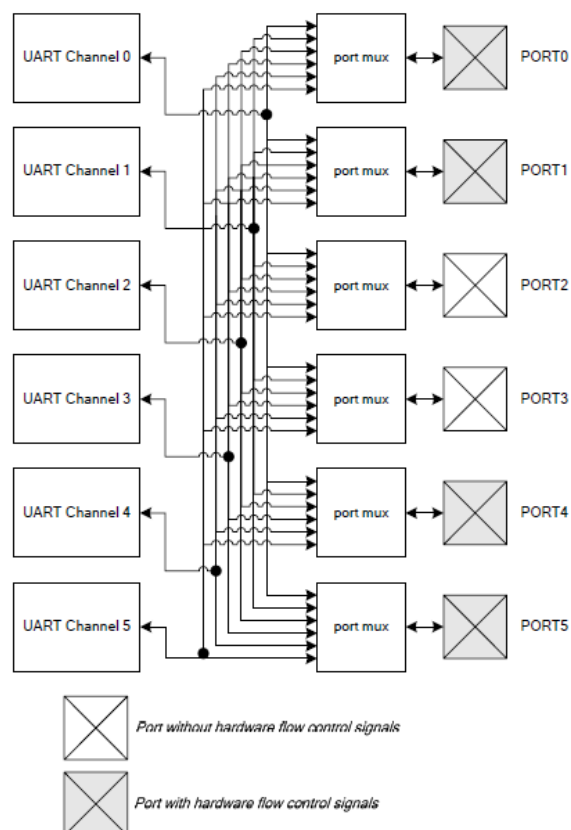 UART Channel 0
port mux
PORT0
UART Channel 1
port mux
PORT1
UART Channel 2
port mux
PORT2
UART Channel 3
port mux
PORT3
UART Channel 4
port mux
PORT4
UART Channel 5
port mux
PORT5
Port without hardware flow control signals
Port with hardware flow control signals